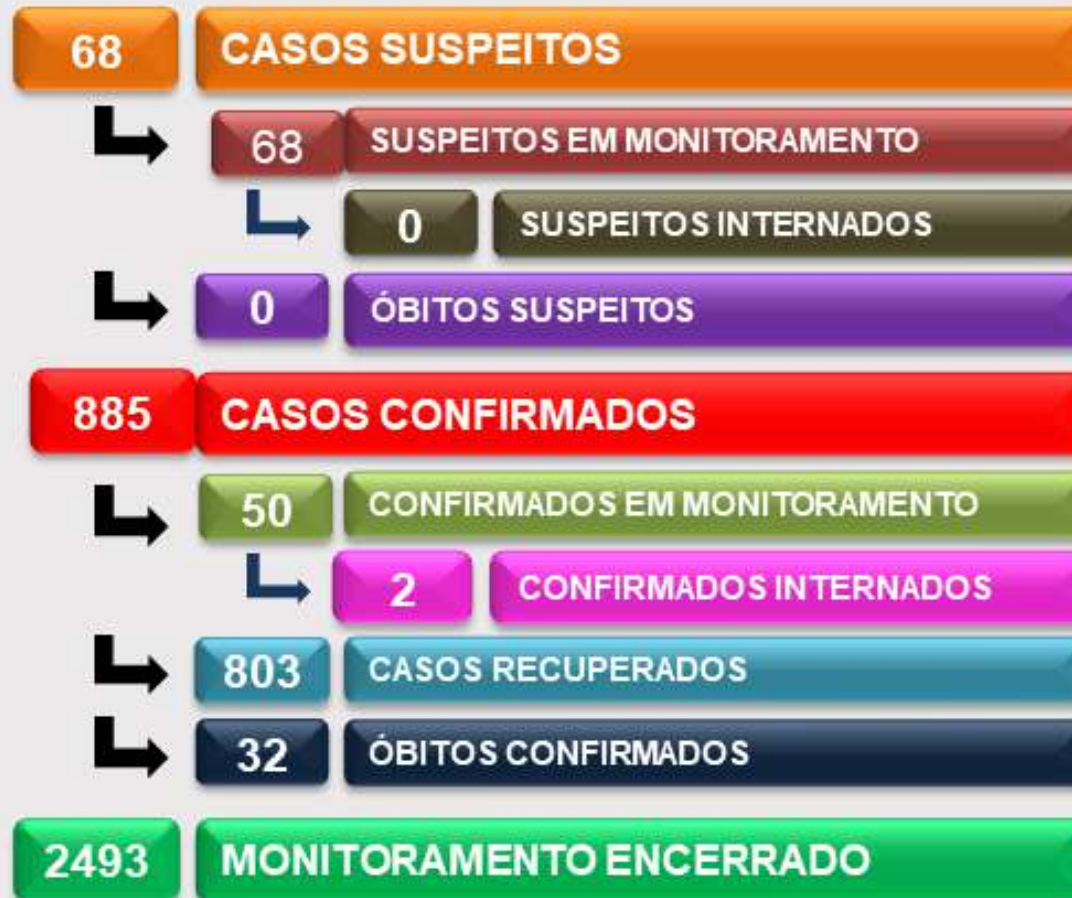 68 CASOS SUSPEITOS
68 SUSPEITOS EM MONITORAMENTO
0 SUSPEITOS INTERNADOS
0 ÓBITOS SUSPEITOS
885 CASOS CONFIRMADOS
50 CONFIRMADOS EM MONITORAMENTO
2 CONFIRMADOS INTERNADOS
803 CASOS RECUPERADOS
32 ÓBITOS CONFIRMADOS
2493 MONITORAMENTO ENCERRADO